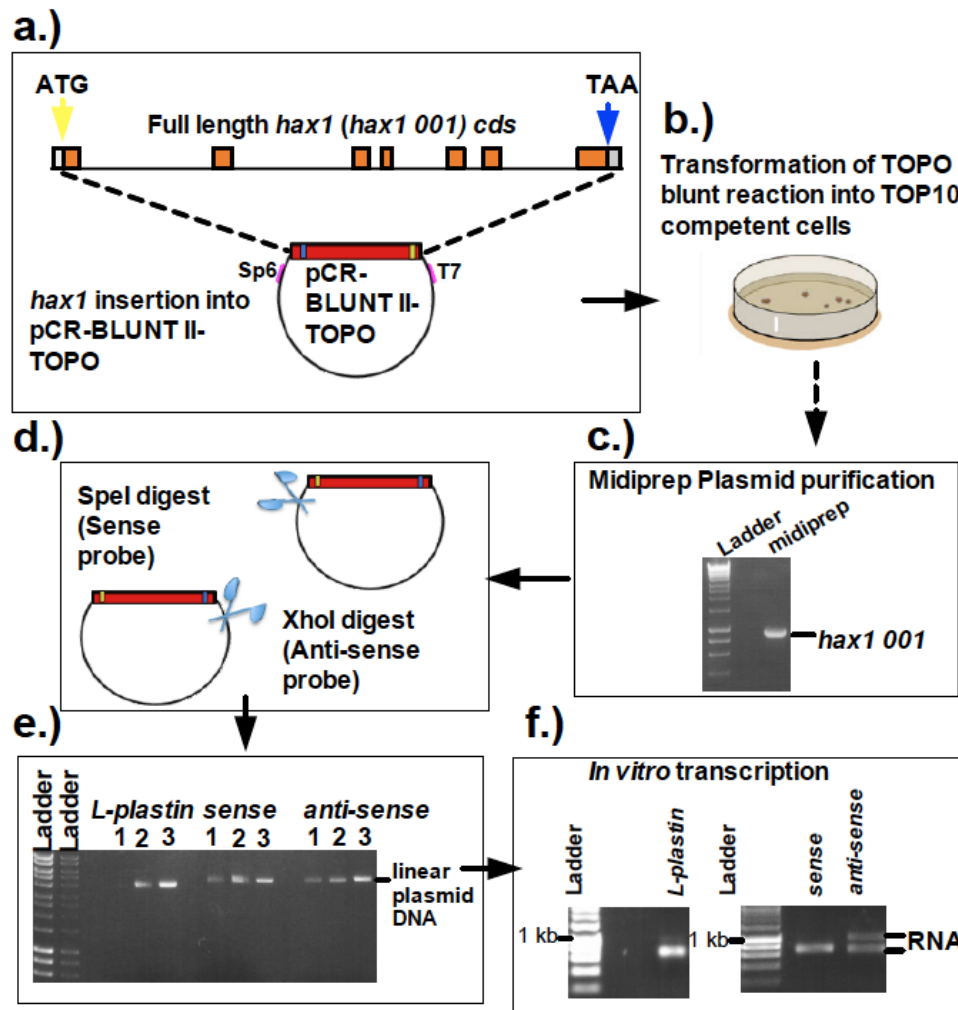 a.)
ATG
TAA
Full length hax1 (hax1 001) cds
Sp6
T7
pCR-
BLUNT II-
TOPO
hax1 insertion into
pCR-BLUNT II-
TOPO
b.)
Transformation of TOPO
blunt reaction into TOP10
competent cells
c.)
Midiprep Plasmid purification
Ladder
midiprep
hax1 001
d.)
SpeI digest
(Sense
probe)
XhoI digest
(Anti-sense
probe)
e.)
Ladder
Ladder
L-plastin sense anti-sense
1 2 3 1 2 3 1 2 3
linear
plasmid
DNA
f.)
In vitro transcription
Ladder
L-plastin
Ladder
sense
anti-sense
1 kb
1 kb
RNA